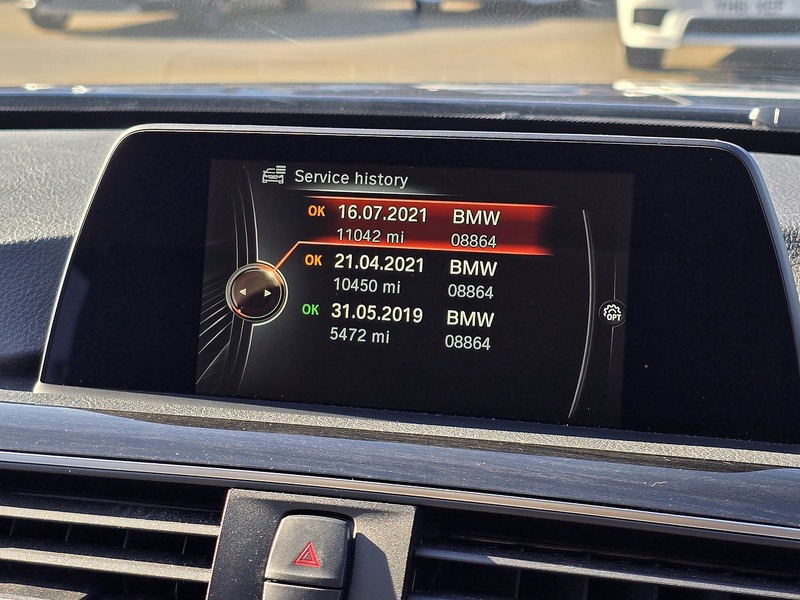 Service history
OK 16.07.2021 BMW
11042 mi 08864
OK 21.04.2021 BMW
10450 mi 08864
OK 31.05.2019 BMW
5472 mi 08864
OPT